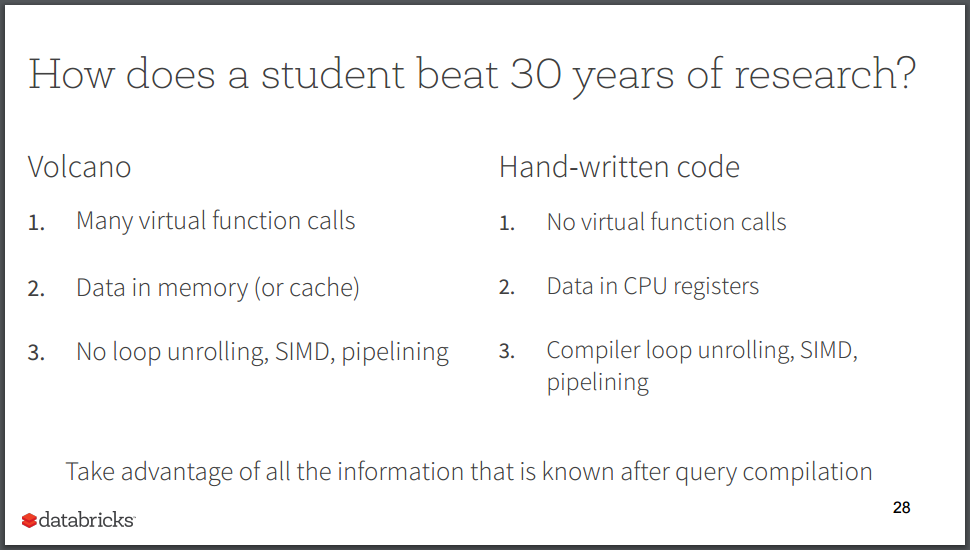 How does a student beat 30 years of research?
Volcano
1. Many virtual function calls
2. Data in memory (or cache)
3. No loop unrolling, SIMD, pipelining
Hand-written code
1. No virtual function calls
2. Data in CPU registers
3. Compiler loop unrolling, SIMD,
pipelining
Take advantage of all the information that is known after query compilation
databricks
28